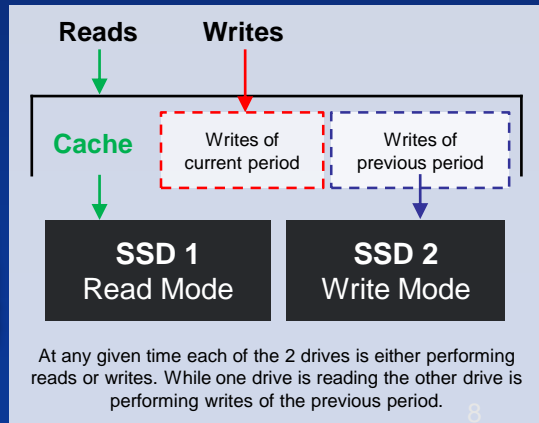 Reads Writes
Cache
Writes of
current period
Writes of
previous period
SSD 1
Read Mode
SSD 2
Write Mode
At any given time each of the 2 drives is either performing
reads or writes. While one drive is reading the other drive is
performing writes of the previous period.
8